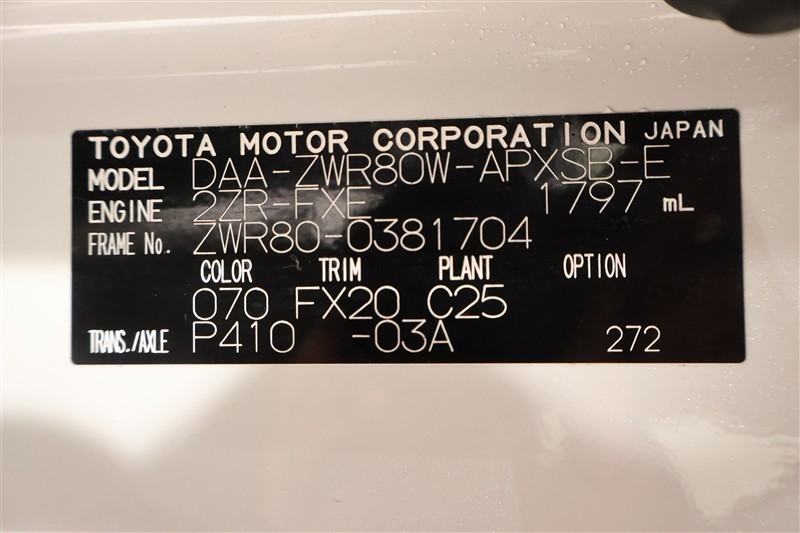 TOYOTA MOTOR CORPORATION JAPAN
MODEL DAA-ZWR80W-APXSB-E
ENGINE 2ZR-FXE 1797 mL
FRAME No. ZWR80-0381704
COLOR TRIM PLANT OPTION
070 FX20 C25
TRANS./AXLE P410 -03A 272